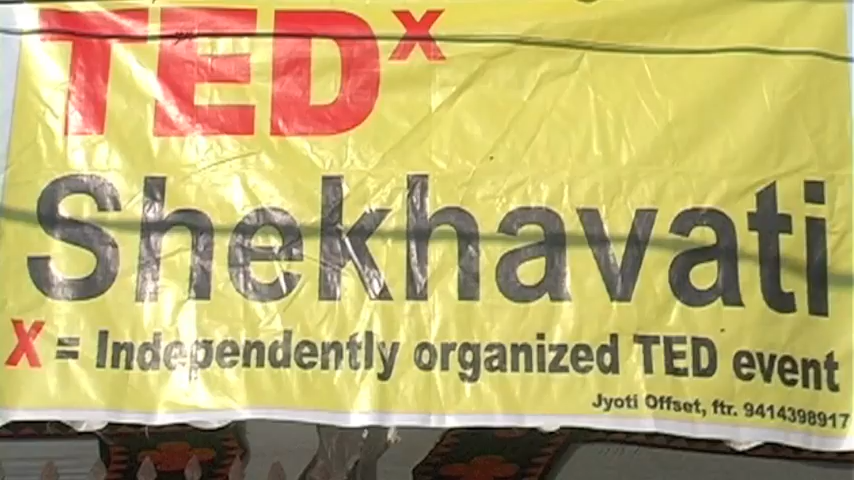 TEDx
Shekhavati
X = Independently organized TED event
Jyoti Offset, ftr. 9414398917